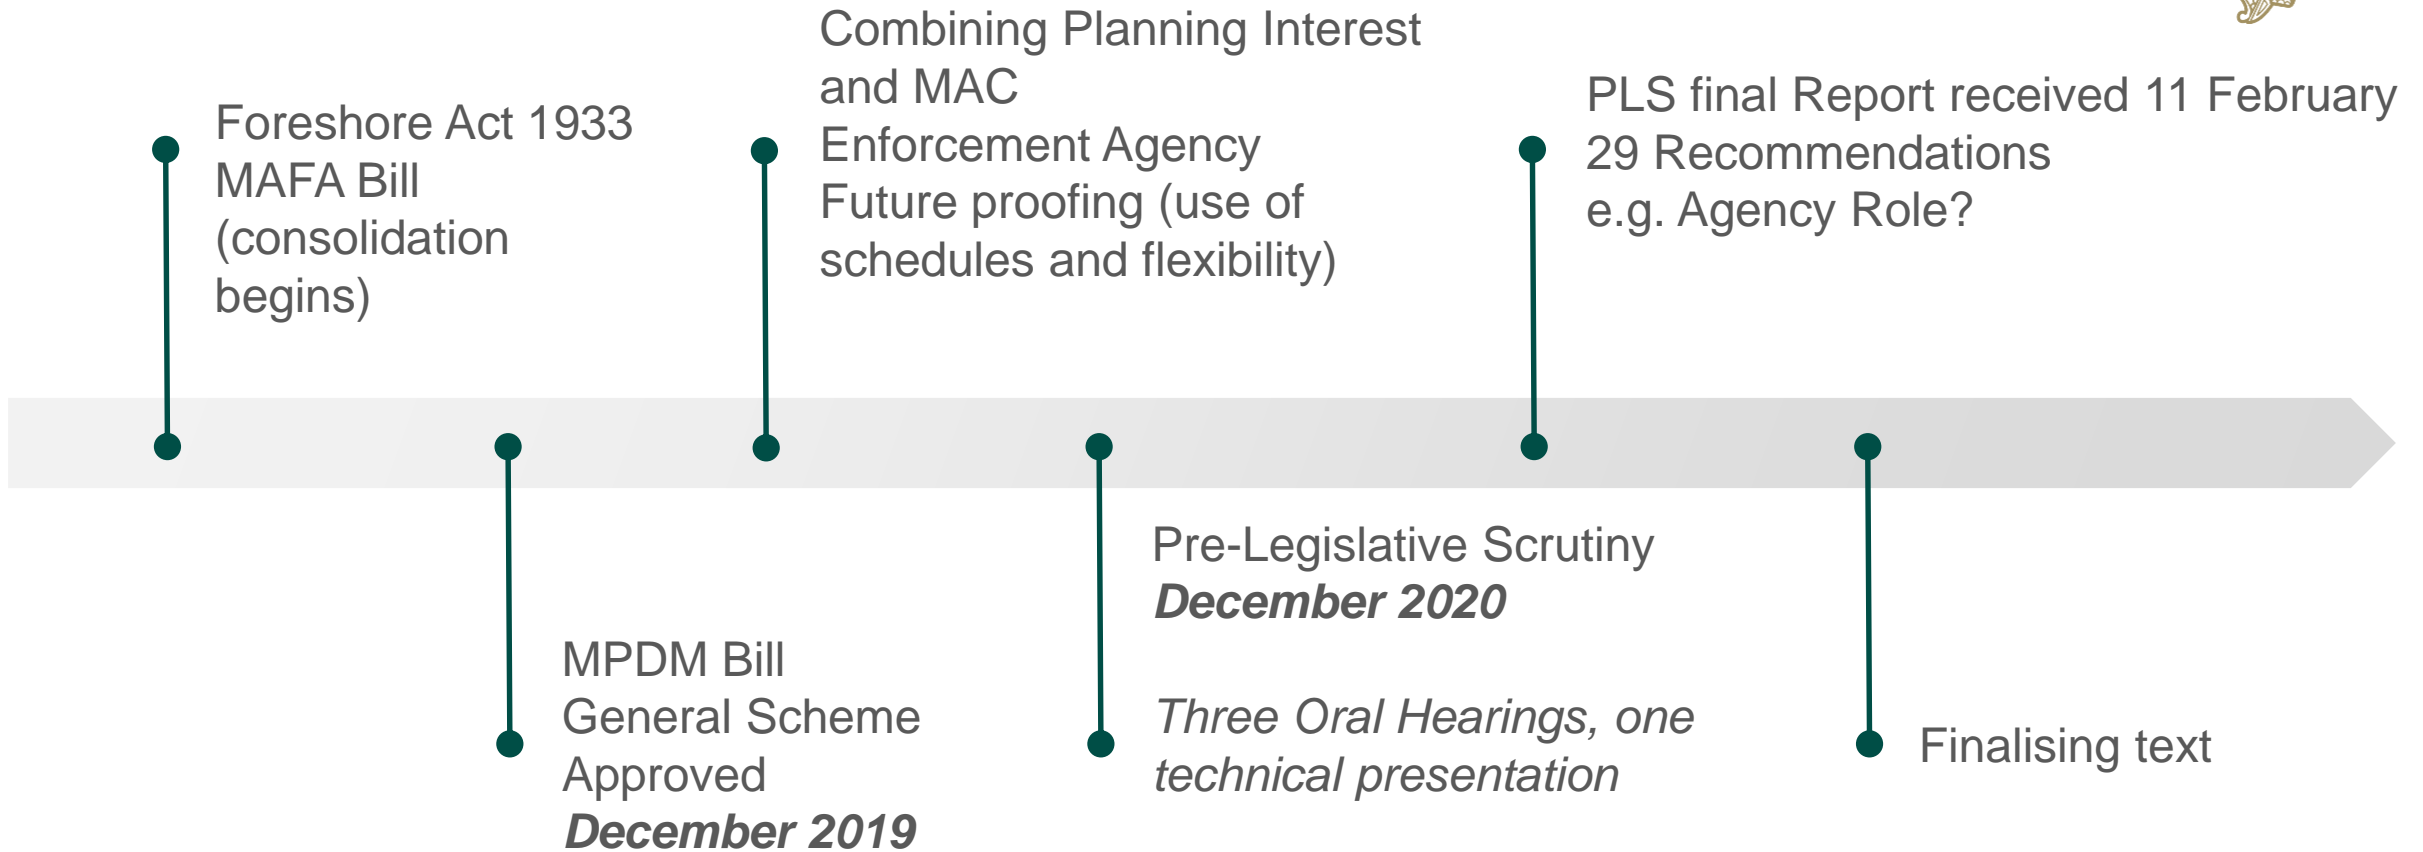 Foreshore Act 1933
MAFA Bill
(consolidation
begins)
MPDM Bill
General Scheme
Approved
December 2019
Combining Planning Interest
and MAC
Enforcement Agency
Future proofing (use of
schedules and flexibility)
Pre-Legislative Scrutiny
December 2020
Three Oral Hearings, one
technical presentation
PLS final Report received 11 February
29 Recommendations
e.g. Agency Role?
Finalising text